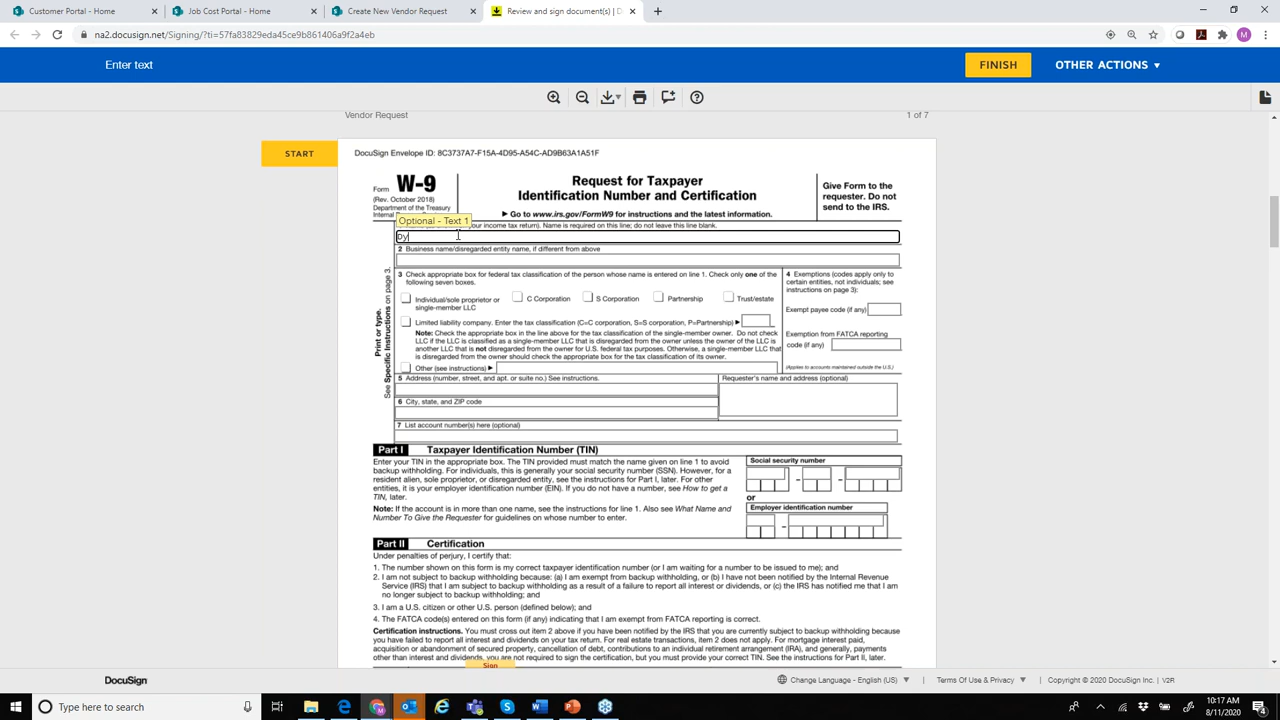 Customer Portal - Home
Job Cost Portal - Home
Create New Vendor Request
Review and sign document(s) | D
na2.docusign.net/Signing/?ti=57fa83829eda45ce9b861406a9f2a4eb
M
Enter text
FINISH
OTHER ACTIONS
Vendor Request
1 of 7
START
DocuSign Envelope ID: 8C3737A7-F15A-4D95-A54C-AD9B63A1A51F
Form W-9
(Rev. October 2018)
Department of the Treasury
Internal
Request for Taxpayer
Identification Number and Certification
▶ Go to www.irs.gov/FormW9 for instructions and the latest information.
Give Form to the
requester. Do not
send to the IRS.
Optional - Text 1
your income tax return). Name is required on this line; do not leave this line blank.
Dy
2 Business name/disregarded entity name, if different from above
Print or type.
See Specific Instructions on page 3.
3 Check appropriate box for federal tax classification of the person whose name is entered on line 1. Check only one of the
following seven boxes.
Individual/sole proprietor or
single-member LLC
C Corporation
S Corporation
Partnership
Trust/estate
Limited liability company. Enter the tax classification (C=C corporation, S=S corporation, P=Partnership) ▶
Note: Check the appropriate box in the line above for the tax classification of the single-member owner. Do not check
LLC if the LLC is classified as a single-member LLC that is disregarded from the owner unless the owner of the LLC is
another LLC that is not disregarded from the owner for U.S. federal tax purposes. Otherwise, a single-member LLC that
is disregarded from the owner should check the appropriate box for the tax classification of its owner.
Other (see instructions) ▶
4 Exemptions (codes apply only to
certain entities, not individuals; see
instructions on page 3):
Exempt payee code (if any)
Exemption from FATCA reporting
code (if any)
(Applies to accounts maintained outside the U.S.)
5 Address (number, street, and apt. or suite no.) See instructions.
Requester's name and address (optional)
6 City, state, and ZIP code
7 List account number(s) here (optional)
Part I Taxpayer Identification Number (TIN)
Enter your TIN in the appropriate box. The TIN provided must match the name given on line 1 to avoid
backup withholding. For individuals, this is generally your social security number (SSN). However, for a
resident alien, sole proprietor, or disregarded entity, see the instructions for Part I, later. For other
entities, it is your employer identification number (EIN). If you do not have a number, see How to get a
TIN, later.
Note: If the account is in more than one name, see the instructions for line 1. Also see What Name and
Number To Give the Requester for guidelines on whose number to enter.
Social security number
or
Employer identification number
Part II Certification
Under penalties of perjury, I certify that:
1. The number shown on this form is my correct taxpayer identification number (or I am waiting for a number to be issued to me); and
2. I am not subject to backup withholding because: (a) I am exempt from backup withholding, or (b) I have not been notified by the Internal Revenue
Service (IRS) that I am subject to backup withholding as a result of a failure to report all interest or dividends, or (c) the IRS has notified me that I am
no longer subject to backup withholding; and
3. I am a U.S. citizen or other U.S. person (defined below); and
4. The FATCA code(s) entered on this form (if any) indicating that I am exempt from FATCA reporting is correct.
Certification instructions. You must cross out item 2 above if you have been notified by the IRS that you are currently subject to backup withholding because
you have failed to report all interest and dividends on your tax return. For real estate transactions, item 2 does not apply. For mortgage interest paid,
acquisition or abandonment of secured property, cancellation of debt, contributions to an individual retirement arrangement (IRA), and generally, payments
other than interest and dividends, you are not required to sign the certification, but you must provide your correct TIN. See the instructions for Part II, later.
Sign
DocuSign
Change Language - English (US)
Terms Of Use & Privacy
Copyright © 2020 DocuSign Inc. | V2R
Type here to search
10:17 AM
8/11/2020